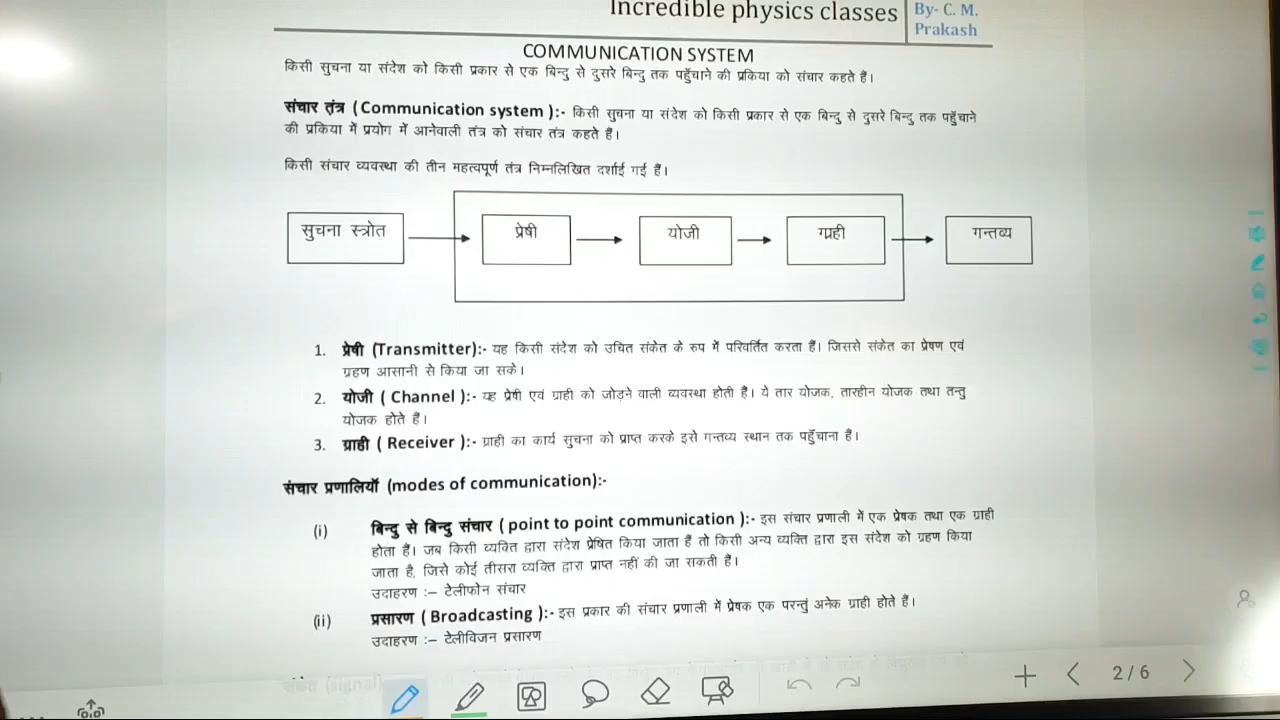 Incredible physics classes
By- C. M.
Prakash
COMMUNICATION SYSTEM
किसी सुचना या संदेश को किसी प्रकार से एक बिन्दु से दुसरे बिन्दु तक पहुँचाने की प्रकिया को संचार कहते हैं।
संचार तंत्र ( Communication system ):- किसी सुचना या संदेश को किसी प्रकार से एक बिन्दु से दुसरे बिन्दु तक पहुँचाने
की प्रकिया में प्रयोग में आनेवाली तंत्र को संचार तंत्र कहते हैं।
किसी संचार व्यवस्था की तीन महत्वपूर्ण तंत्र निम्नलिखित दर्शाई गई हैं।
सुचना स्त्रोत
प्रेषी
योजी
ग्रही
गन्तव्य
1. प्रेषी (Transmitter):- यह किसी संदेश को उचित संकेत के रुप में परिवर्तित करता हैं। जिससे संकेत का प्रेषण एवं
ग्रहण आसानी से किया जा सके।
2. योजी ( Channel ):- यह प्रेषी एवं ग्राही को जोड़ने वाली व्यवस्था होती हैं। ये तार योजक, तारहीन योजक तथा तन्तु
योजक होते हैं।
3. ग्राही ( Receiver ):- ग्राही का कार्य सुचना को प्राप्त करके इसे गन्तव्य स्थान तक पहुँचाना हैं।
संचार प्रणालियॉं (modes of communication):-
(i) बिन्दु से बिन्दु संचार ( point to point communication ):- इस संचार प्रणाली में एक प्रेषक तथा एक ग्राही
होता हैं। जब किसी व्यक्ति द्वारा संदेश प्रेषित किया जाता हैं तो किसी अन्य व्यक्ति द्वारा इस संदेश को ग्रहण किया
जाता है, जिसे कोई तीसरा व्यक्ति द्वारा प्राप्त नहीं की जा सकती हैं।
उदाहरण :– टेलीफोन संचार
(ii) प्रसारण ( Broadcasting ):- इस प्रकार की संचार प्रणाली में प्रेषक एक परन्तुं अनेक ग्राही होते हैं।
उदाहरण :– टेलीविजन प्रसारण
संकेत (signal)
2/6